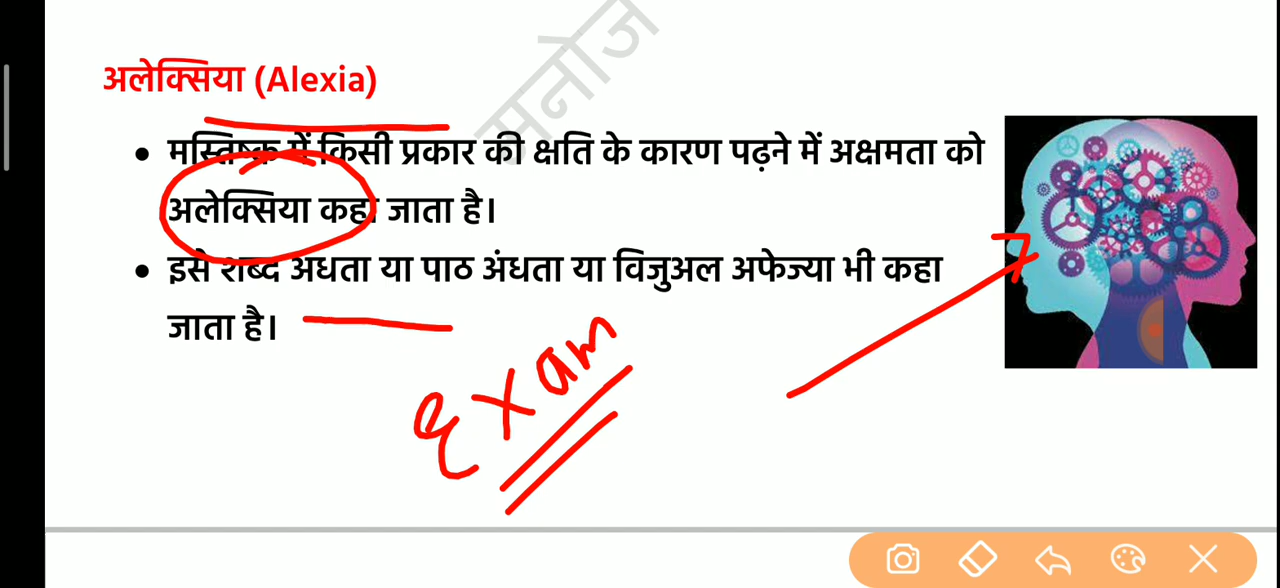 मनोज
अलेक्सिया (Alexia)
• मस्तिष्क में किसी प्रकार की क्षति के कारण पढ़ने में अक्षमता को
अलेक्सिया कहा जाता है।
• इसे शब्द अंधता या पाठ अंधता या विजुअल अफेज्या भी कहा
जाता है।
Exam